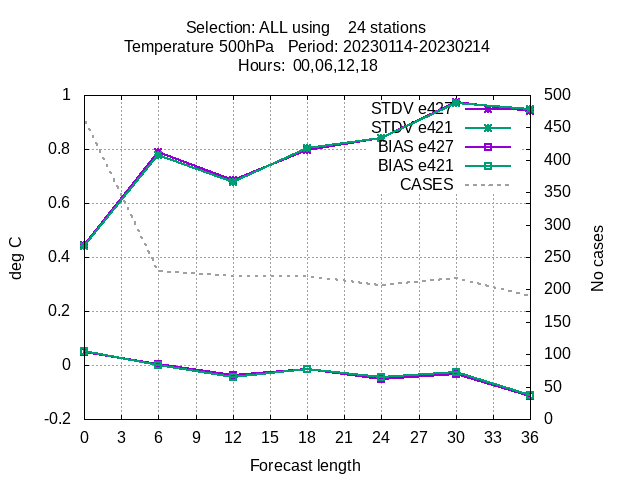 Selection: ALL using 24 stations
Temperature 500hPa Period: 20230114-20230214
Hours: 00,06,12,18
1
0.8
0.6
0.4
0.2
0
-0.2
deg C
500
450
400
350
300
250
200
150
100
50
0
No cases
STDV e427
STDV e421
BIAS e427
BIAS e421
CASES
0 3 6 9 12 15 18 21 24 27 30 33 36
Forecast length